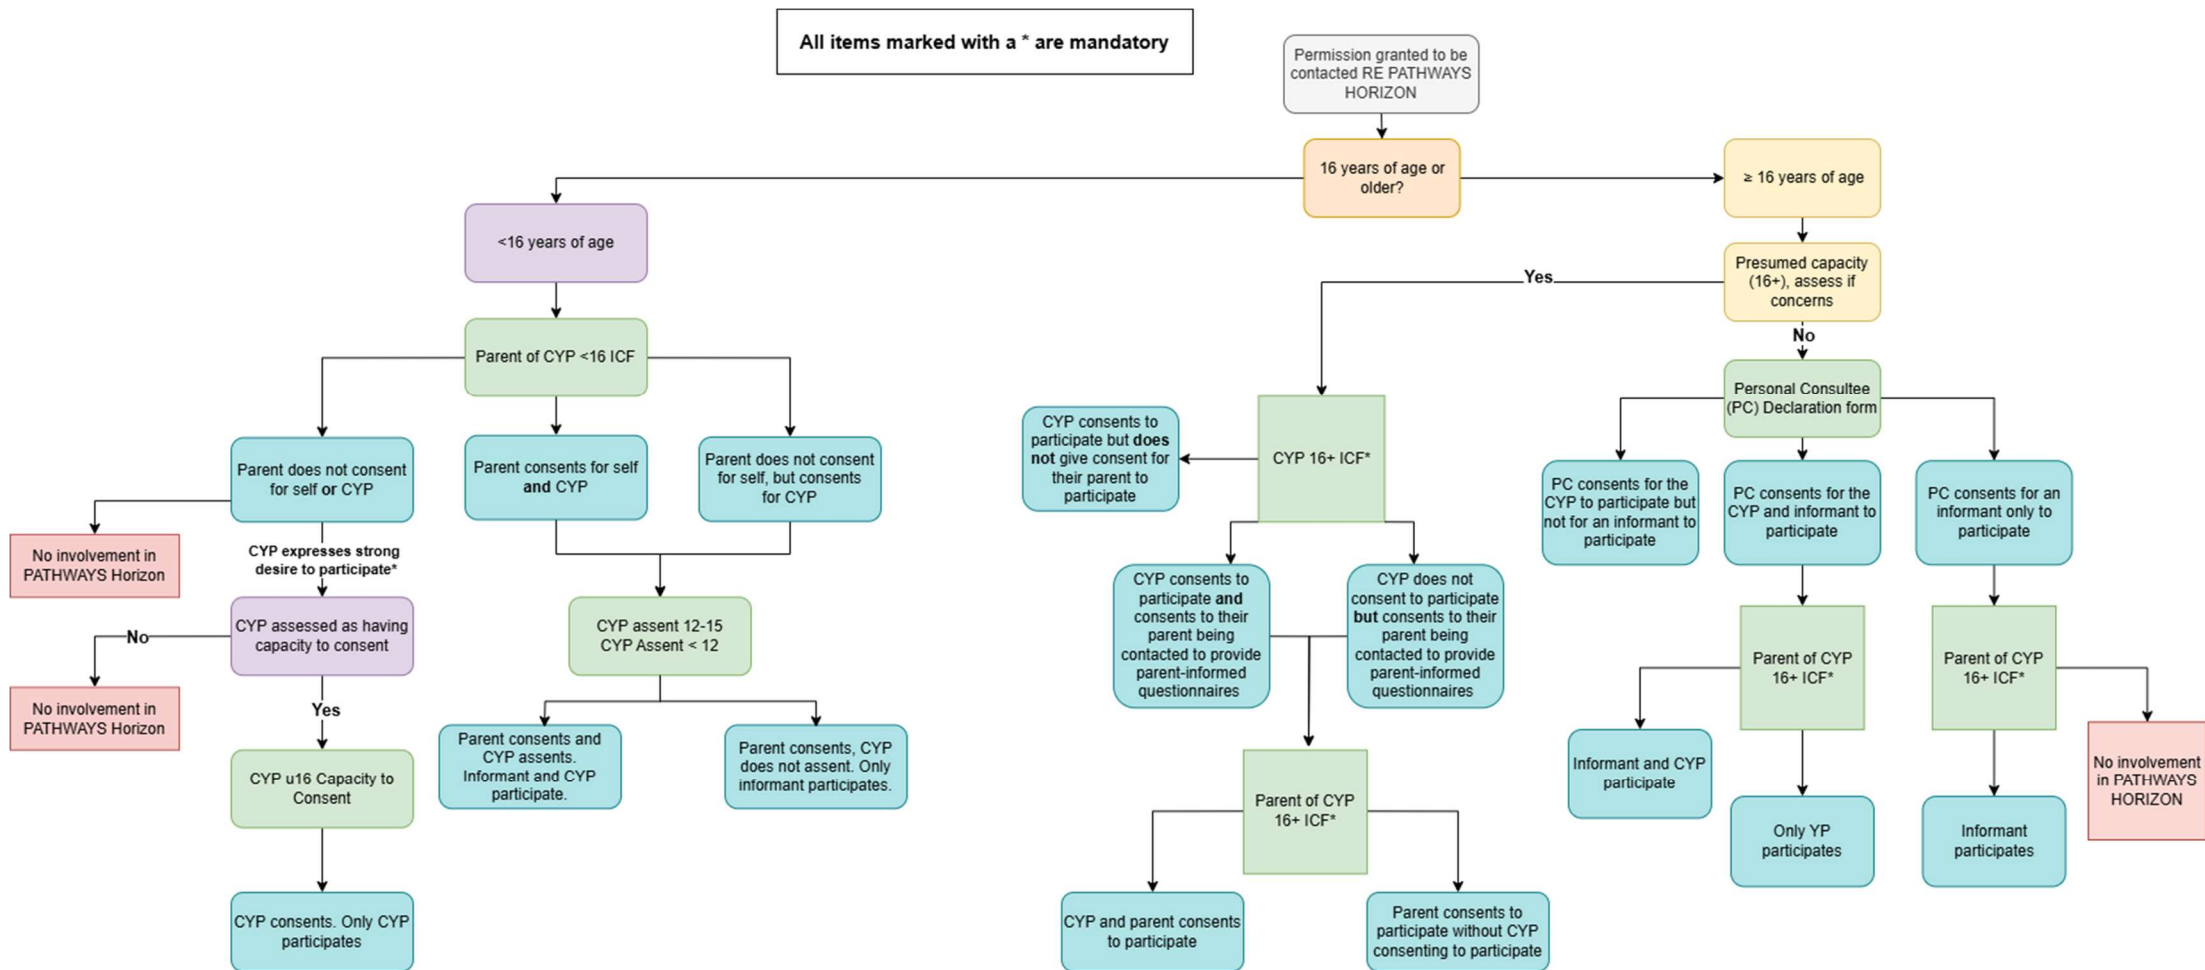 All items marked with a * are mandatory
Permission granted to be
contacted RE PATHWAYS
HORIZON
16 years of age or
older?
≥ 16 years of age
<16 years of age
Presumed capacity
(16+), assess if
concerns
Yes
No
Parent of CYP <16 ICF
Personal Consultee
(PC) Declaration form
Parent does not consent
for self or CYP
Parent consents for self
and CYP
Parent does not consent
for self, but consents
for CYP
CYP consents to
participate but does
not give consent for
their parent to
participate
CYP 16+ ICF*
PC consents for the
CYP to participate but
not for an informant to
participate
PC consents for the
CYP and informant to
participate
PC consents for an
informant only to
participate
No involvement in
PATHWAYS Horizon
CYP expresses strong
desire to participate*
CYP assessed as having
capacity to consent
No
No involvement in
PATHWAYS Horizon
Yes
CYP assent 12-15
CYP Assent < 12
CYP consents to
participate and
consents to their
parent being
contacted to provide
parent-informed
questionnaires
CYP does not
consent to participate
but consents to their
parent being
contacted to provide
parent-informed
questionnaires
Parent of CYP
16+ ICF*
Parent of CYP
16+ ICF*
CYP u16 Capacity to
Consent
Parent consents and
CYP assents.
Informant and CYP
participate.
Parent consents, CYP
does not assent. Only
informant participates.
Informant and CYP
participate
No involvement
in PATHWAYS
HORIZON
Parent of CYP
16+ ICF*
Only YP
participates
Informant
participates
CYP consents. Only CYP
participates
CYP and parent consents
to participate
Parent consents to
participate without CYP
consenting to participate